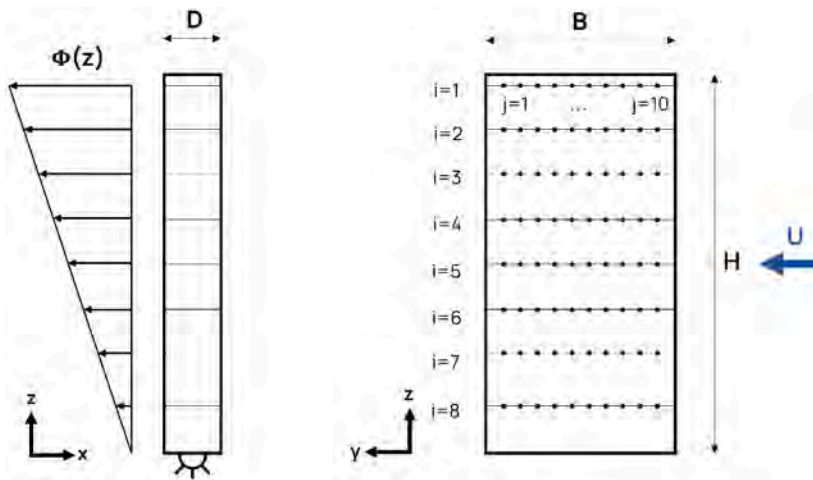 D
B
Φ(z)
i=1
j=1 ... j=10
i=2
i=3
i=4
U
H
i=5
i=6
i=7
z
z
i=8
x
y